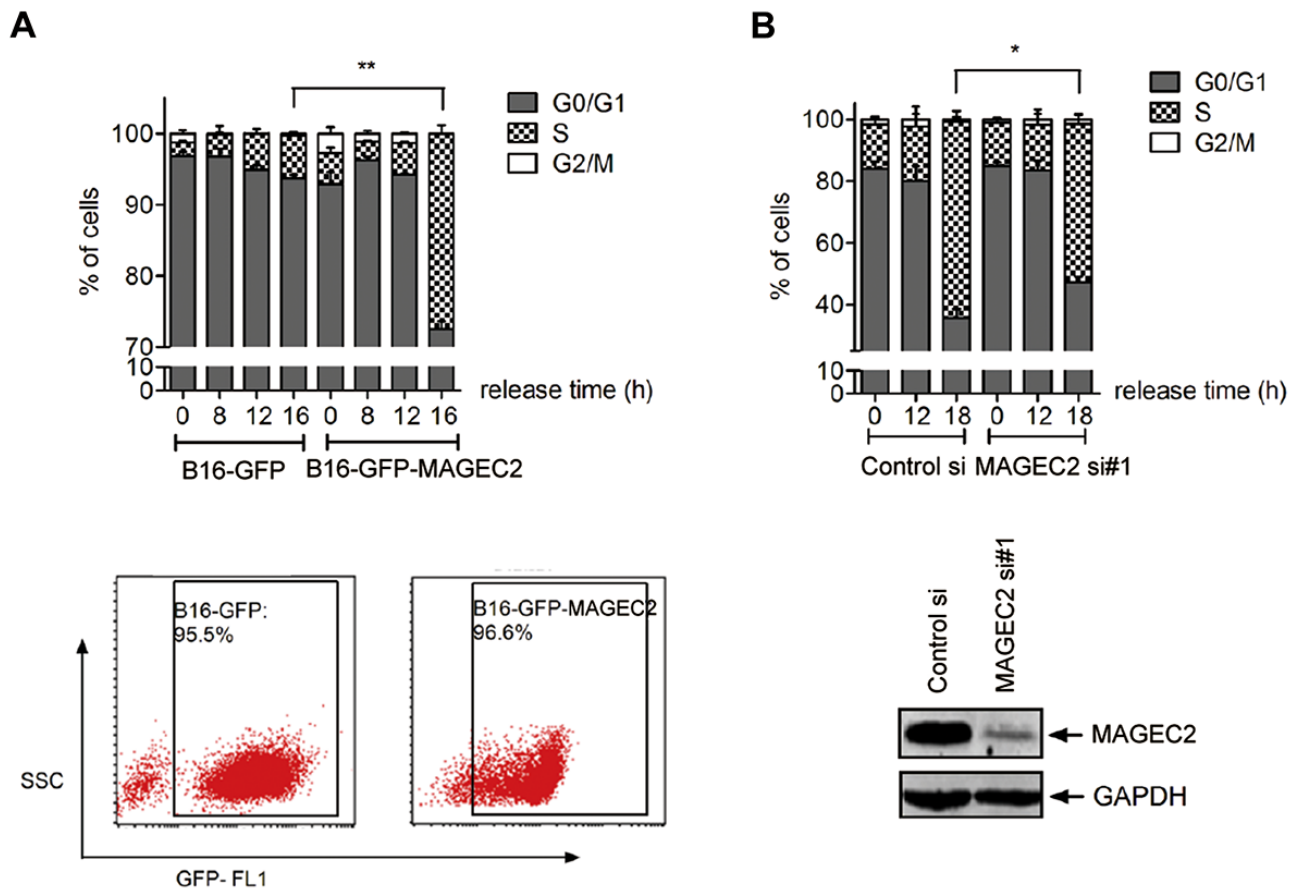 A
**
G0/G1
S
G2/M
% of cells
100
90
80
70
10
0
0 8 12 16 0 8 12 16
release time (h)
B16-GFP B16-GFP-MAGEC2
B16-GFP:
95.5%
B16-GFP-MAGEC2
96.6%
SSC
GFP- FL1
B
*
G0/G1
S
G2/M
% of cells
100
80
60
40
10
0
0 12 18 0 12 18
release time (h)
Control si MAGEC2 si#1
Control si
MAGEC2 si#1
MAGEC2
GAPDH